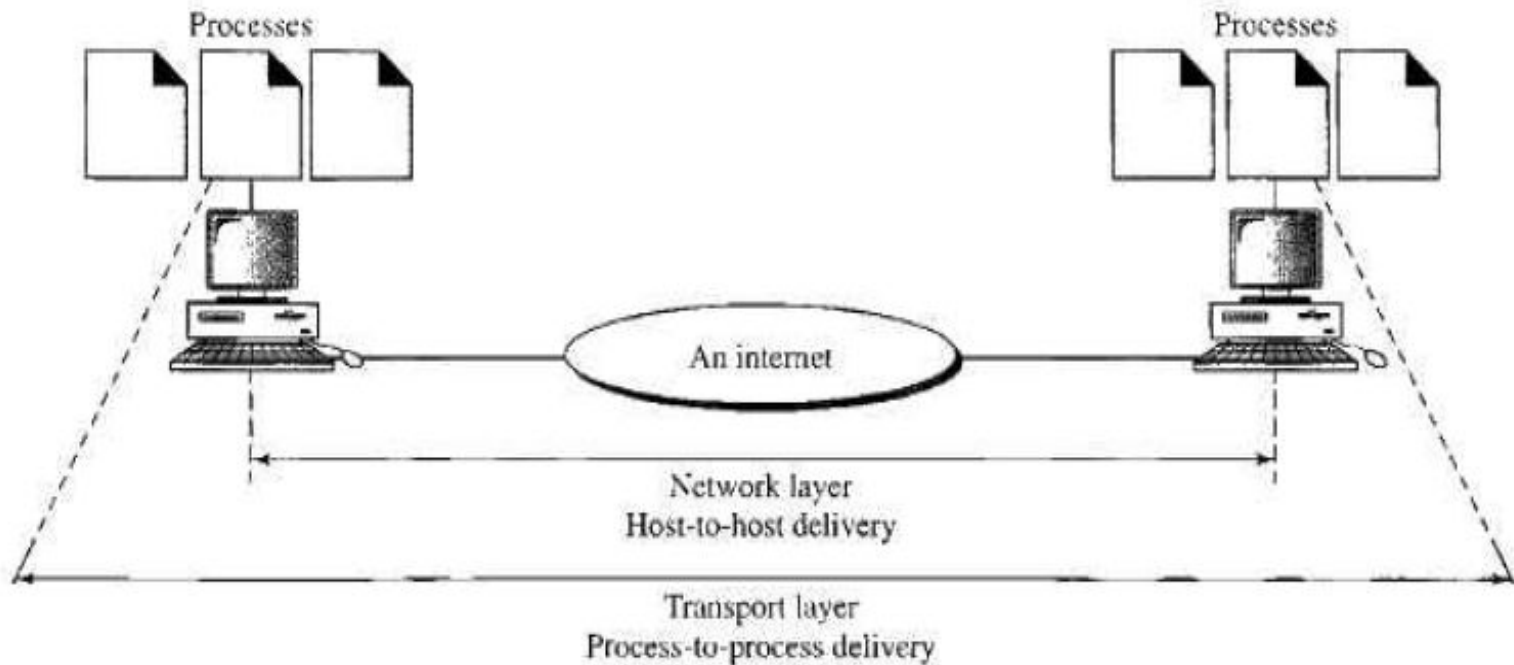 Processes
Processes
An internet
Network layer
Host-to-host delivery
Transport layer
Process-to-process delivery